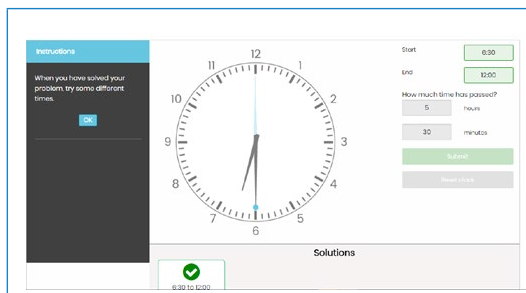 Instructions
When you have solved your
problem, try some different
times.
OK
12
1
2
3
4
5
6
7
8
9
10
11
Start
6:30
End
12:00
How much time has passed?
5
hours
30
minutes
Submit
Reset clock
Solutions
6:30 to 12:00